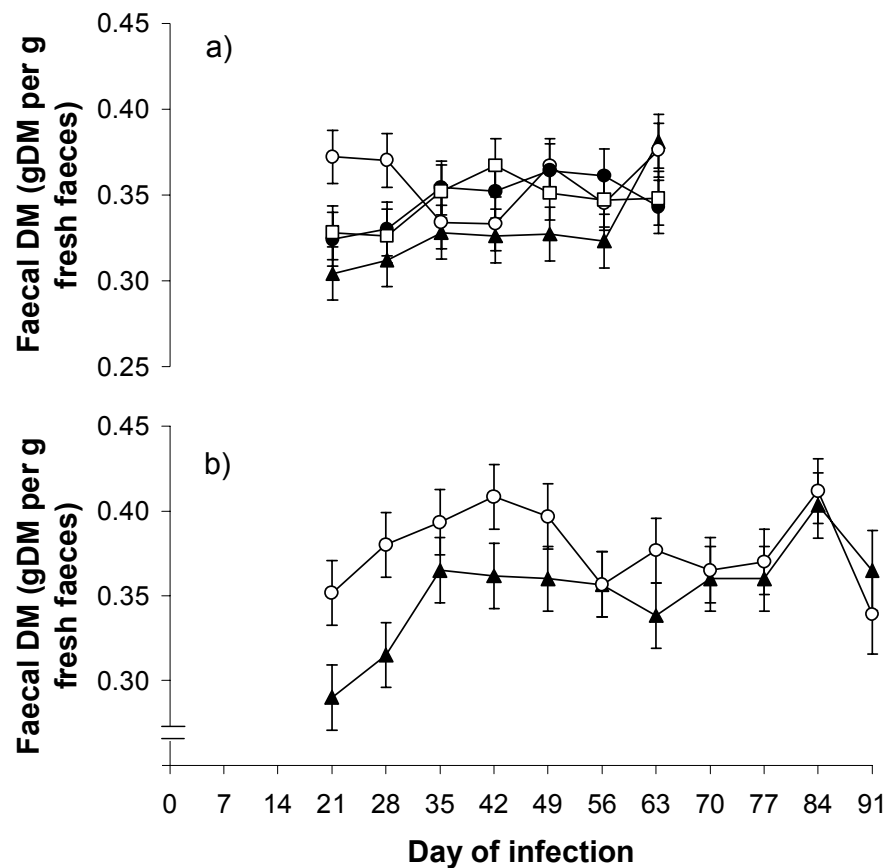 a)
Faecal DM (gDM per g
fresh faeces)
0.45
0.40
0.35
0.30
0.25
b)
Faecal DM (gDM per g
fresh faeces)
0.45
0.40
0.35
0.30
0 7 14 21 28 35 42 49 56 63 70 77 84 91
Day of infection